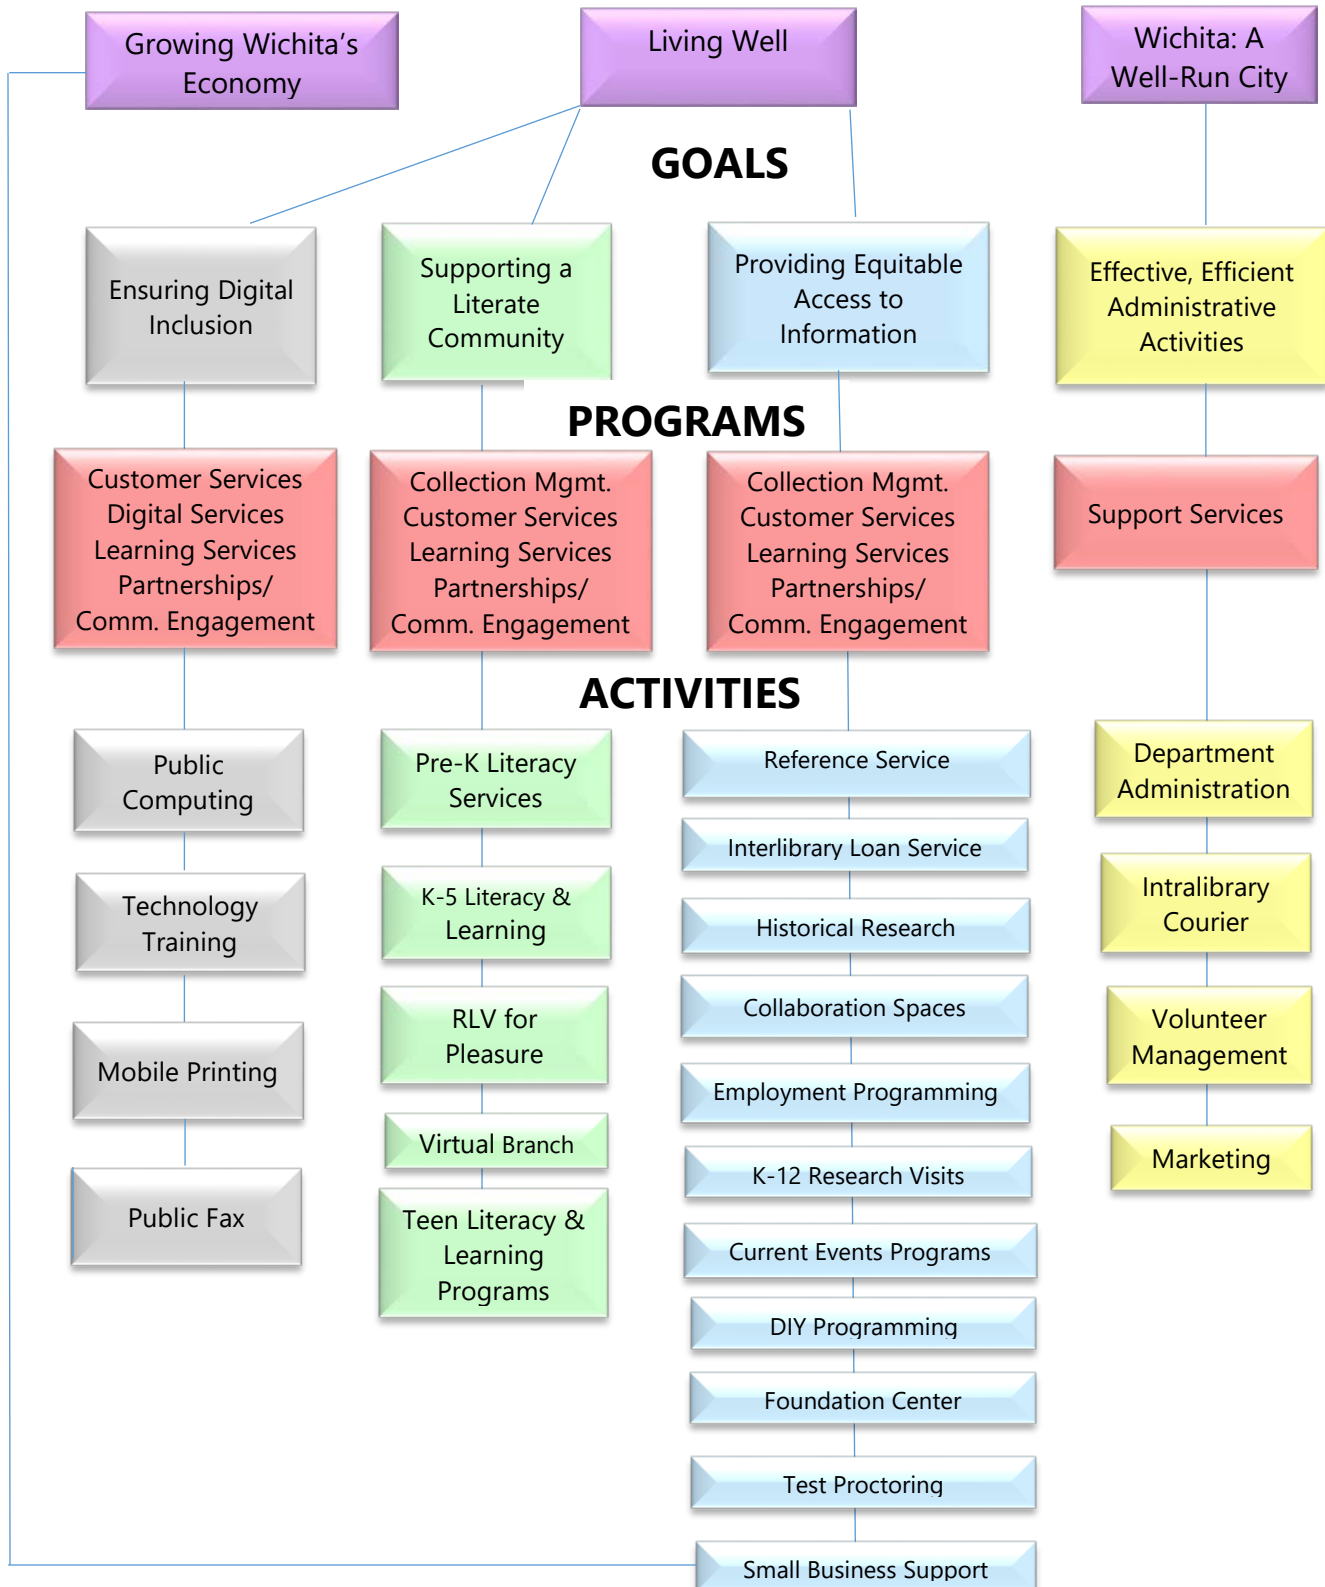 Growing Wichita’s
Economy
Living Well
Wichita: A
Well-Run City
GOALS
Ensuring Digital
Inclusion
Supporting a
Literate
Community
Providing Equitable
Access to
Information
Effective, Efficient
Administrative
Activities
PROGRAMS
Customer Services
Digital Services
Learning Services
Partnerships/
Comm. Engagement
Collection Mgmt.
Customer Services
Learning Services
Partnerships/
Comm. Engagement
Collection Mgmt.
Customer Services
Learning Services
Partnerships/
Comm. Engagement
Support Services
ACTIVITIES
Public
Computing
Technology
Training
Mobile Printing
Public Fax
Pre-K Literacy
Services
K-5 Literacy &
Learning
RLV for
Pleasure
Virtual Branch
Teen Literacy &
Learning
Programs
Reference Service
Interlibrary Loan Service
Historical Research
Collaboration Spaces
Employment Programming
K-12 Research Visits
Current Events Programs
DIY Programming
Foundation Center
Test Proctoring
Small Business Support
Department
Administration
Intralibrary
Courier
Volunteer
Management
Marketing